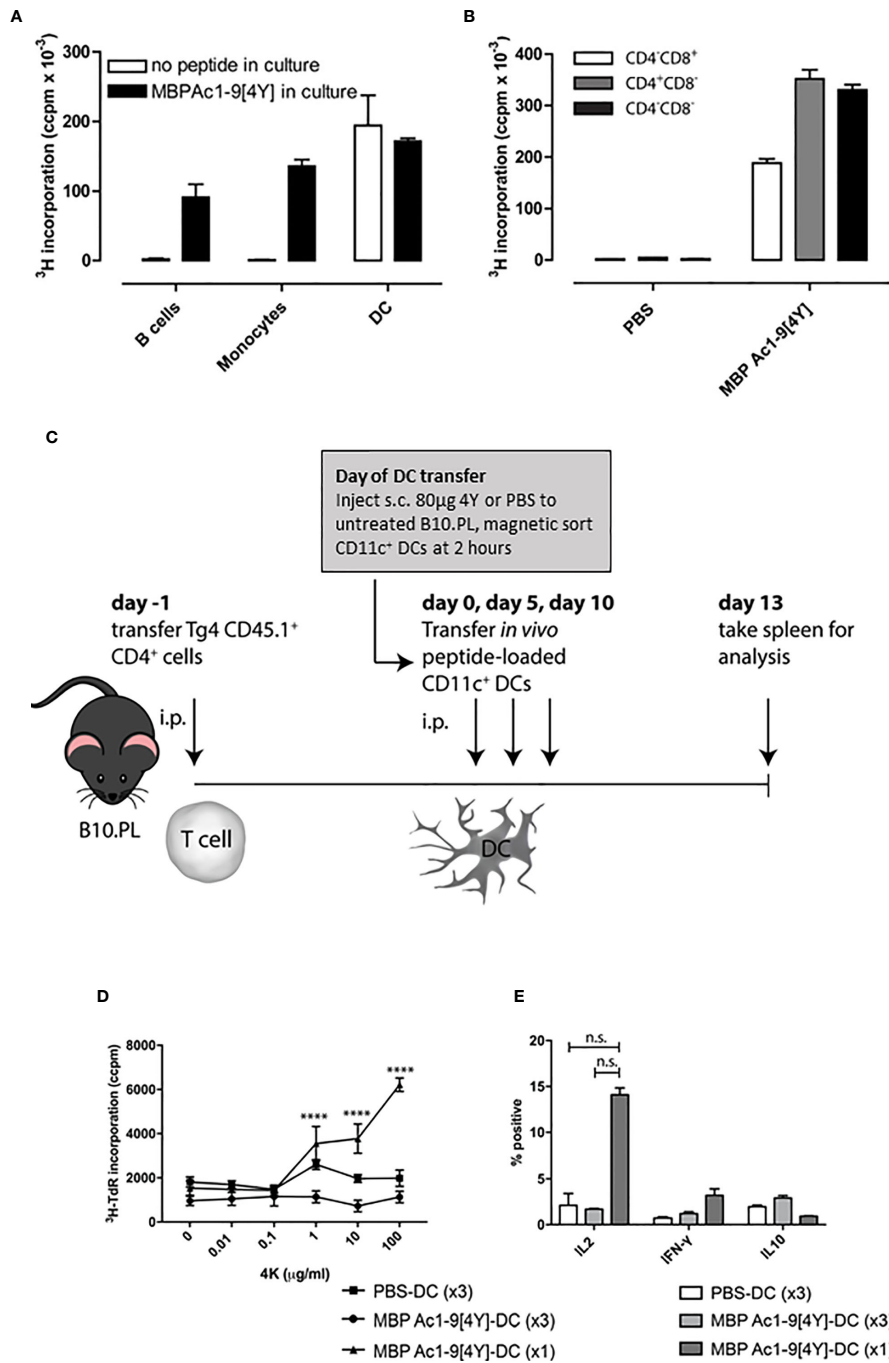 A
³H incorporation (ccpm x 10⁻³)
300
200
100
0
no peptide in culture
MBPAc1-9[4Y] in culture
B cells
Monocytes
DC
B
³H incorporation (ccpm x 10⁻³)
400
300
200
100
0
CD4⁻CD8⁺
CD4⁺CD8⁻
CD4⁻CD8⁻
PBS
MBP Ac1-9[4Y]
C
Day of DC transfer
Inject s.c. 80µg 4Y or PBS to
untreated B10.PL, magnetic sort
CD11c⁺ DCs at 2 hours
day -1
transfer Tg4 CD45.1⁺
CD4⁺ cells
i.p.
day 0, day 5, day 10
Transfer in vivo
peptide-loaded
CD11c⁺ DCs
i.p.
day 13
take spleen for
analysis
B10.PL
T cell
DC
D
³H-TdR incorporation (ccpm)
8000
6000
4000
2000
0
****
****
****
0
0.01
0.1
1
10
100
4K (µg/ml)
PBS-DC (x3)
MBP Ac1-9[4Y]-DC (x3)
MBP Ac1-9[4Y]-DC (x1)
E
% positive
20
15
10
5
0
n.s.
n.s.
IL2
IFN-γ
IL10
PBS-DC (x3)
MBP Ac1-9[4Y]-DC (x3)
MBP Ac1-9[4Y]-DC (x1)